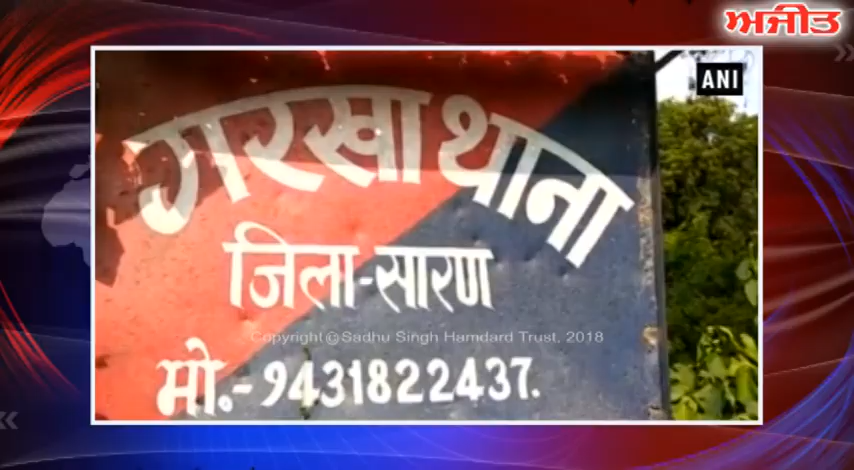 ਅਜੀਤ
ANI
गरखा थाना
जिला-सारण
Copyright © Sadhu Singh Hamdard Trust, 2018
मो.-9431822437.